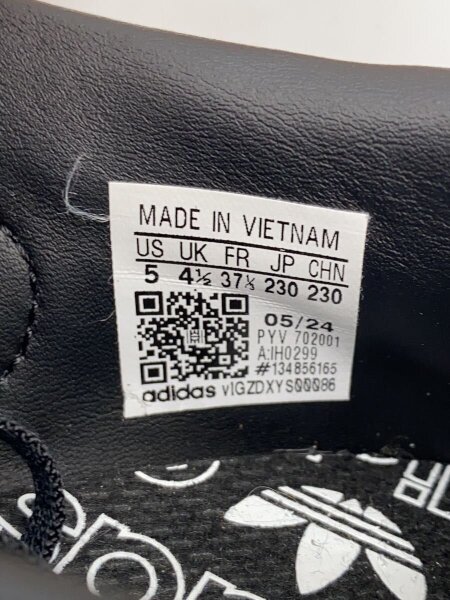 MADE IN VIETNAM
US UK FR JP CHN
5 4½ 37⅓ 230 230
05/24
PYV 702001
A:IH0299
#134856165
adidas vIGZDXYS00086